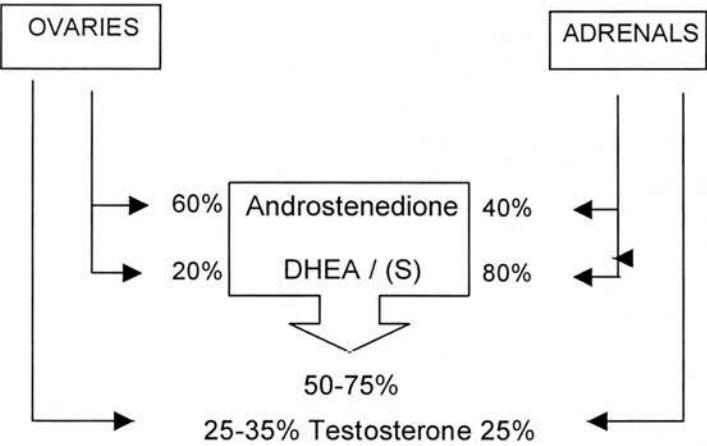 OVARIES ADRENALS
60% Androstenedione 40%
20% DHEA / (S) 80%
50-75%
25-35% Testosterone 25%